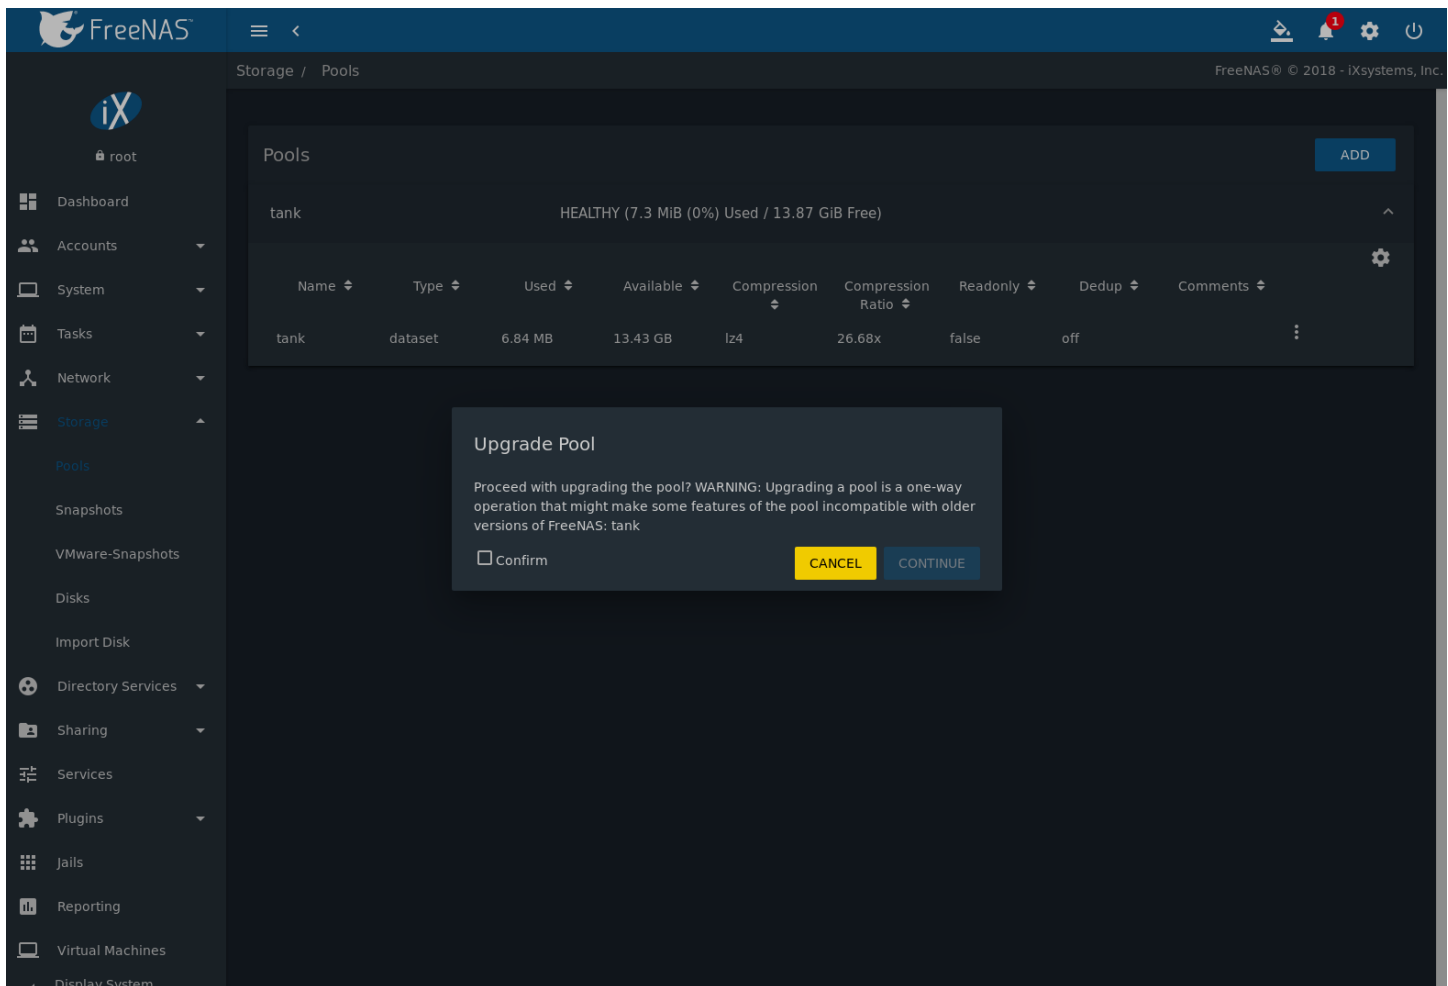 FreeNAS™
1
Storage / Pools
FreeNAS® © 2018 - iXsystems, Inc.
iX
root
Dashboard
Accounts
System
Tasks
Network
Storage
Pools
Snapshots
VMware-Snapshots
Disks
Import Disk
Directory Services
Sharing
Services
Plugins
Jails
Reporting
Virtual Machines
Display System
Pools
ADD
tank HEALTHY (7.3 MiB (0%) Used / 13.87 GiB Free)
Name Type Used Available Compression Compression Ratio Readonly Dedup Comments
tank dataset 6.84 MB 13.43 GB lz4 26.68x false off
Upgrade Pool
Proceed with upgrading the pool? WARNING: Upgrading a pool is a one-way
operation that might make some features of the pool incompatible with older
versions of FreeNAS: tank
Confirm
CANCEL CONTINUE